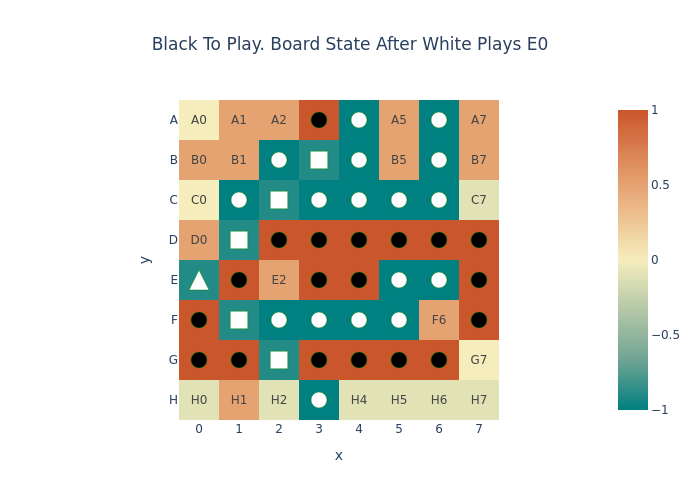 Black To Play. Board State After White Plays E0
A A0 A1 A2 A5 A7
B B0 B1 B5 B7
C C0 C7
D D0
E E2
F F6
G G7
H H0 H1 H2 H4 H5 H6 H7
0 1 2 3 4 5 6 7
x
y
1
0.5
0
−0.5
−1